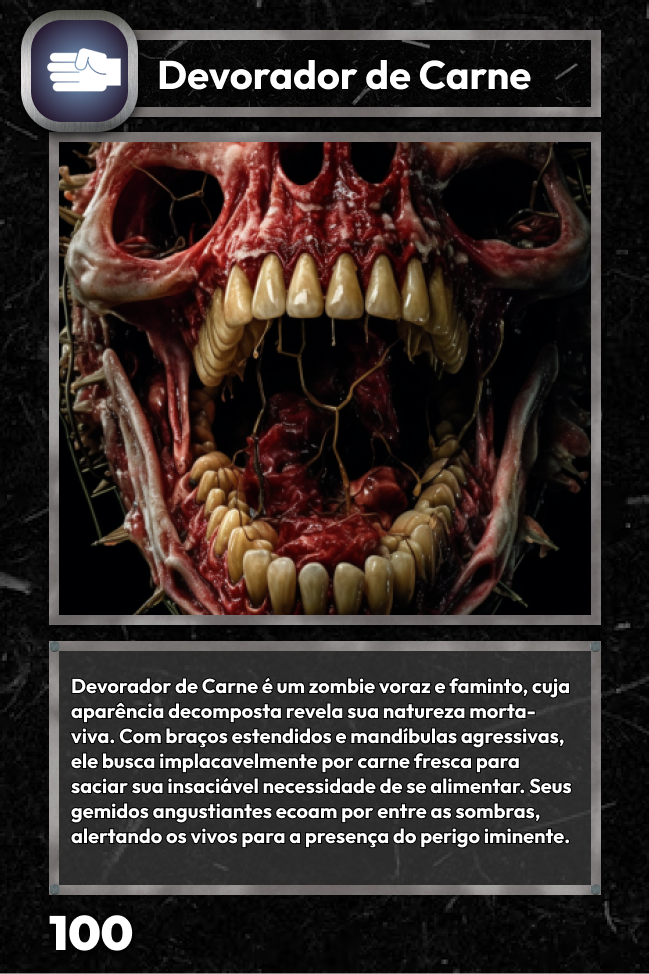 Devorador de Carne
Devorador de Carne é um zombie voraz e faminto, cuja
aparência decomposta revela sua natureza morta-
viva. Com braços estendidos e mandíbulas agressivas,
ele busca implacavelmente por carne fresca para
saciar sua insaciável necessidade de se alimentar. Seus
gemidos angustiantes ecoam por entre as sombras,
alertando os vivos para a presença do perigo iminente.
100